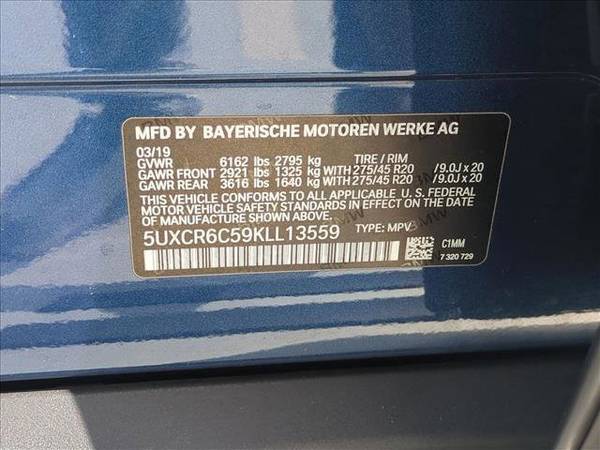 MFD BY BAYERISCHE MOTOREN WERKE AG
03/19
GVWR 6162 lbs 2795 kg TIRE / RIM
GAWR FRONT 2921 lbs 1325 kg WITH 275/45 R20 /9.0J x 20
GAWR REAR 3616 lbs 1640 kg WITH 275/45 R20 /9.0J x 20
THIS VEHICLE CONFORMS TO ALL APPLICABLE U. S. FEDERAL
MOTOR VEHICLE SAFETY STANDARDS IN EFFECT ON THE DATE
OF MANUFACTURE SHOWN ABOVE.
5UXCR6C59KLL13559 TYPE: MPV
C1MM
7 320 729